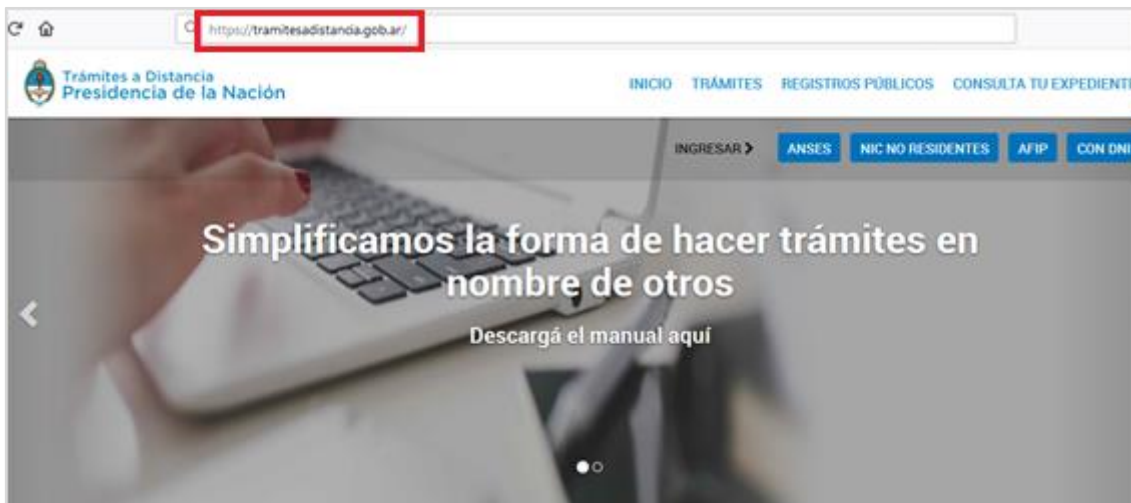 https://tramitesadistancia.gob.ar/
Trámites a Distancia
Presidencia de la Nación
INICIO TRÁMITES REGISTROS PÚBLICOS CONSULTA TU EXPEDIENTE
INGRESAR ANSES NIC NO RESIDENTES AFIP CON DNI
Simplificamos la forma de hacer trámites en
nombre de otros
Descargá el manual aquí